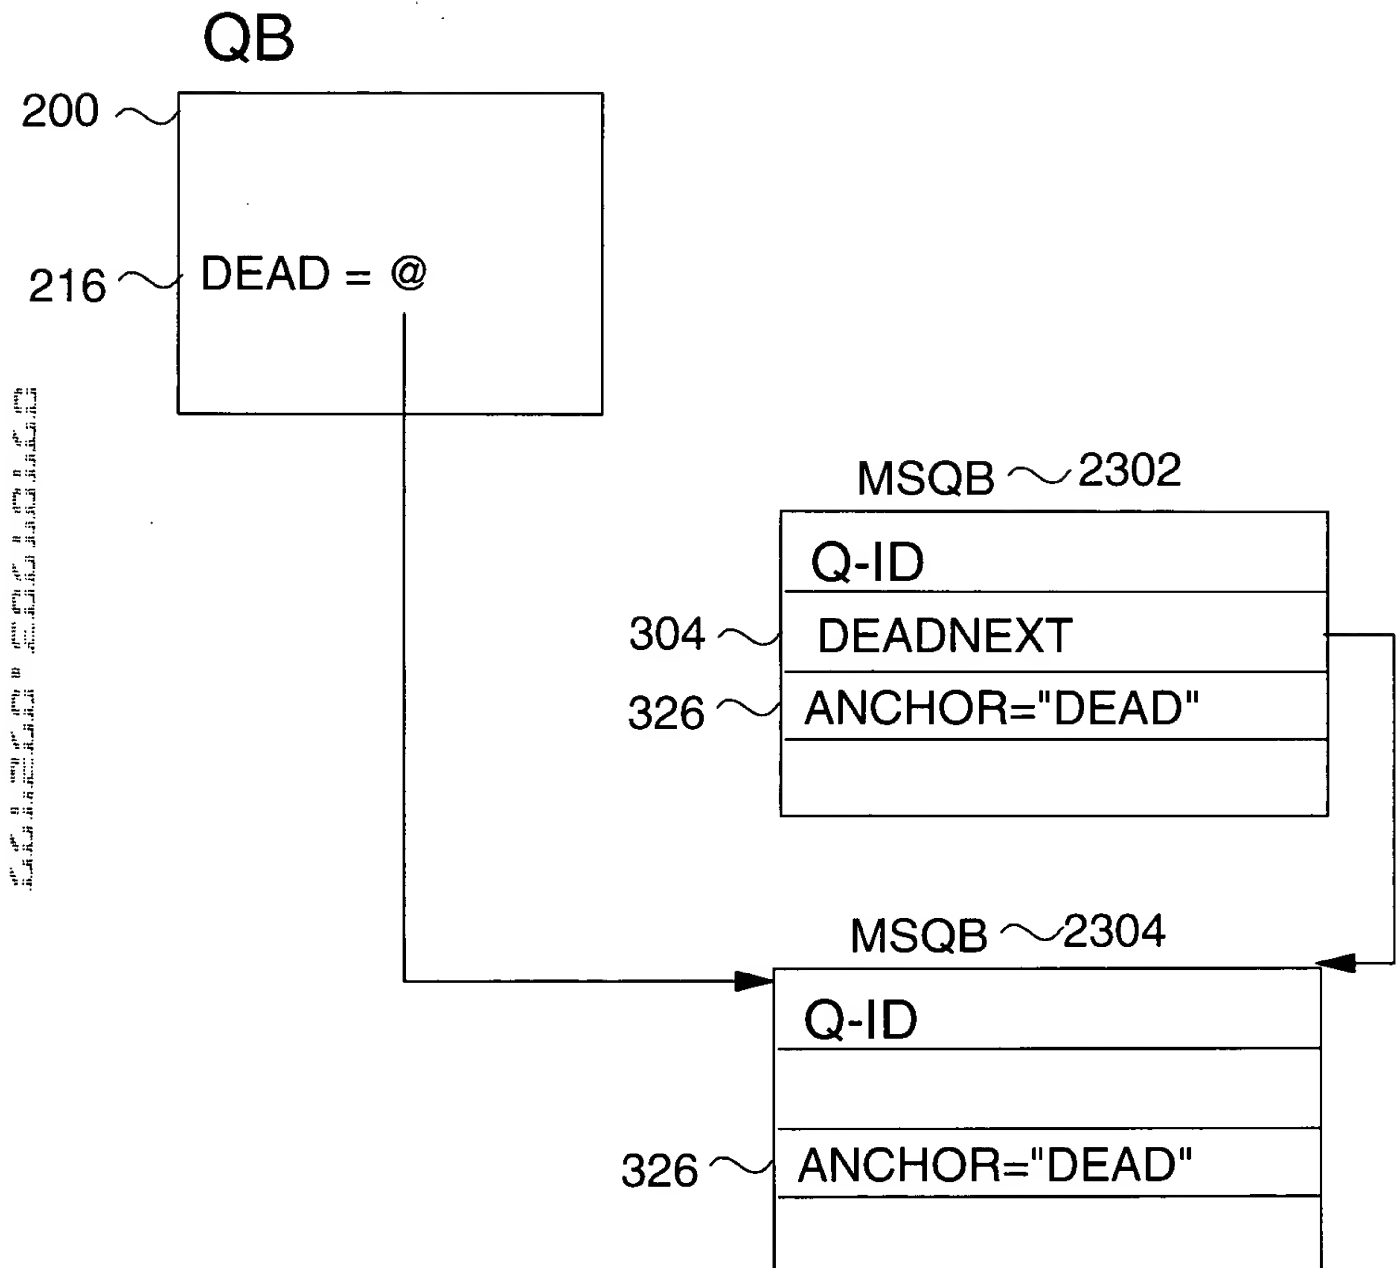 QB
200
216 DEAD = @
MSQB 2302
Q-ID
304 DEADNEXT
326 ANCHOR="DEAD"
MSQB 2304
Q-ID
326 ANCHOR="DEAD"